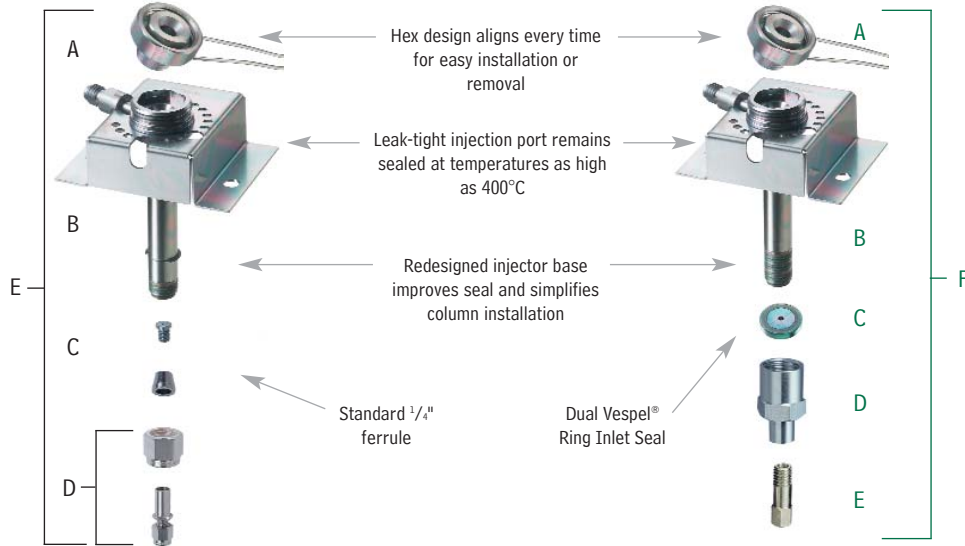 A
Hex design aligns every time
for easy installation or
removal
A
Leak-tight injection port remains
sealed at temperatures as high
as 400°C
B
B
E
Redesigned injector base
improves seal and simplifies
column installation
F
C
C
Standard 1/4"
ferrule
Dual Vespel®
Ring Inlet Seal
D
D
E